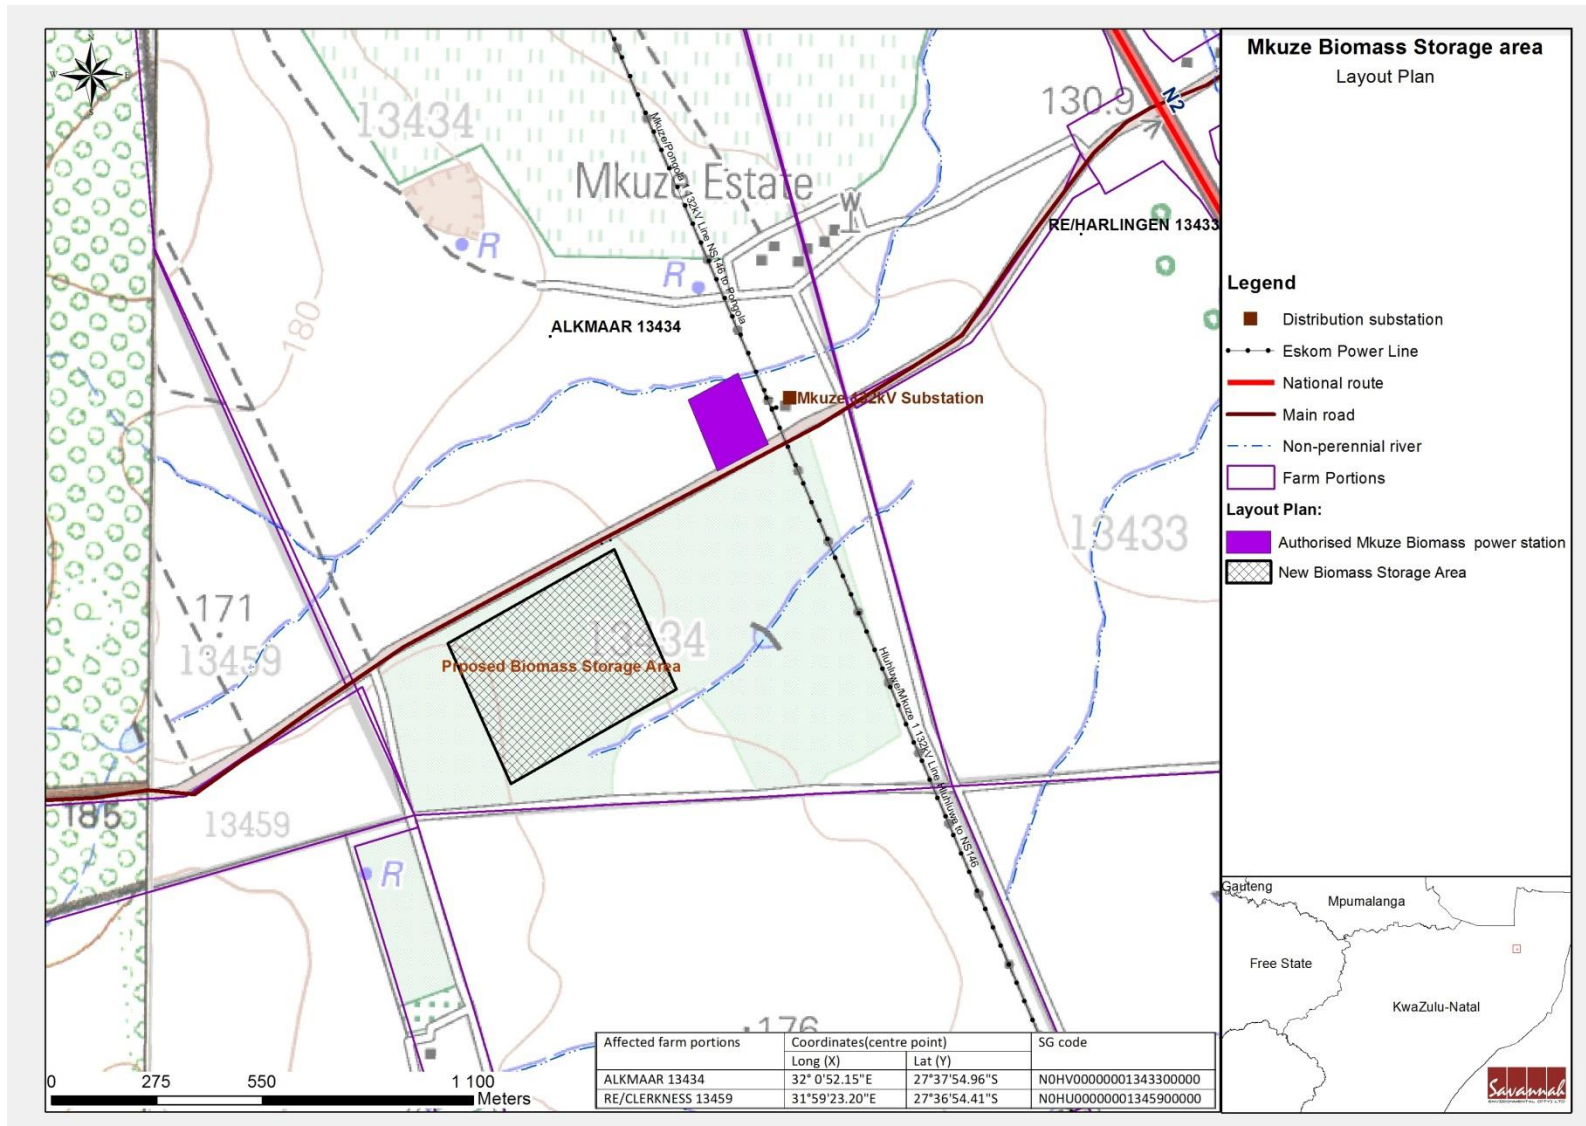 Mkuze Biomass Storage area
Layout Plan
N
W
E
S
13434
130.9
N2
Mkuze Estate
W
Mkuze/Pongola 1 132kV Line NS146 to Pongola
RE/HARLINGEN 13433
R
R
180
ALKMAAR 13434
Mkuze 132kV Substation
13433
171
13459
13434
Proposed Biomass Storage Area
Hluhluwe/Mkuze 1 132kV Line Hluhluwe to NS146
185
13459
R
176
Legend
Distribution substation
Eskom Power Line
National route
Main road
Non-perennial river
Farm Portions
Layout Plan:
Authorised Mkuze Biomass power station
New Biomass Storage Area
Gauteng
Mpumalanga
Free State
KwaZulu-Natal
Affected farm portions Coordinates(centre point) SG code
Long (X) Lat (Y)
ALKMAAR 13434 32° 0'52.15"E 27°37'54.96"S N0HV00000001343300000
RE/CLERKNESS 13459 31°59'23.20"E 27°36'54.41"S N0HU00000001345900000
0 275 550 1 100
Meters
Savannah
ENVIRONMENTAL (PTY) LTD